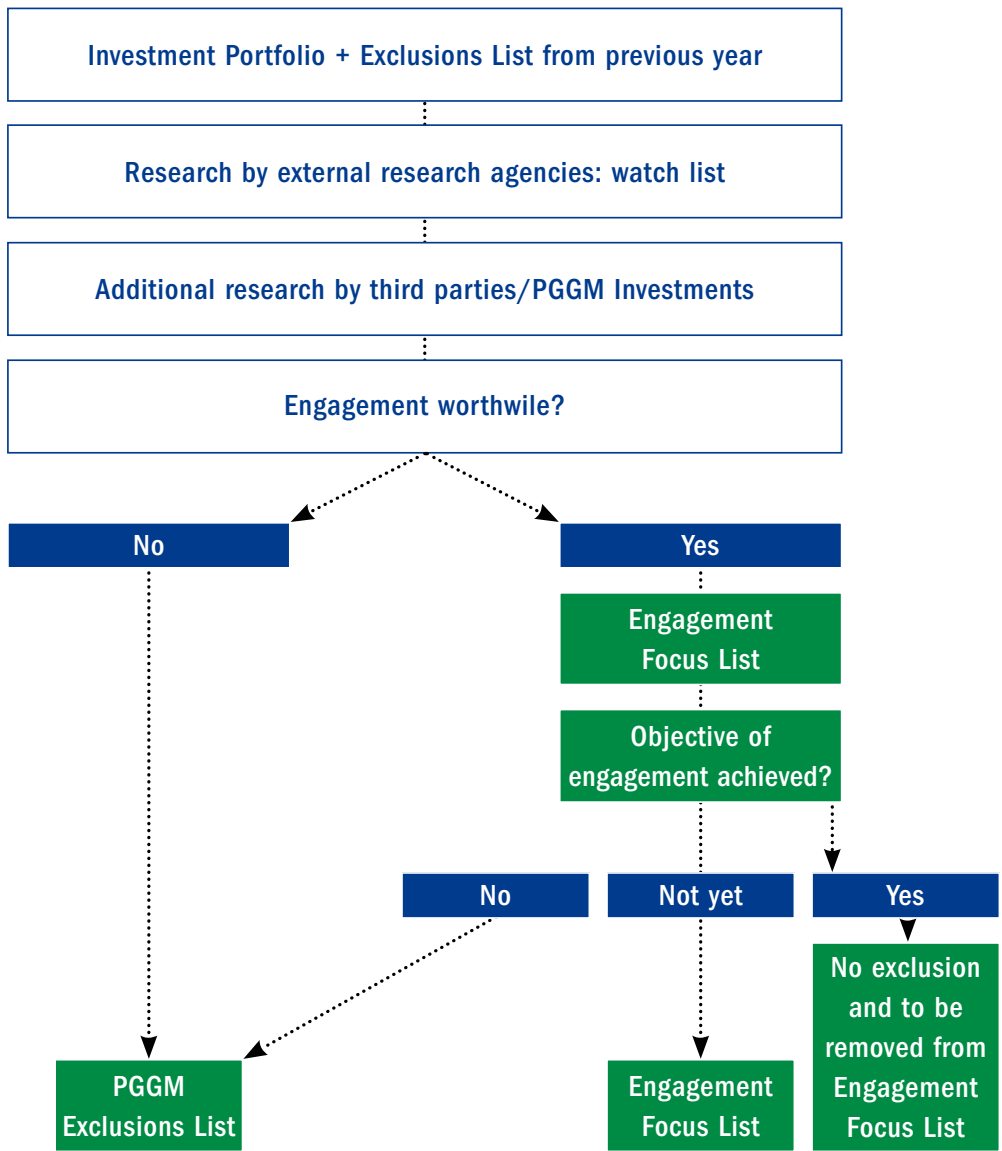 Investment Portfolio + Exclusions List from previous year
Research by external research agencies: watch list
Additional research by third parties/PGGM Investments
Engagement worthwile?
No
Yes
Engagement
Focus List
Objective of
engagement achieved?
No
Not yet
Yes
No exclusion
and to be
removed from
Engagement
Focus List
PGGM
Exclusions List
Engagement
Focus List